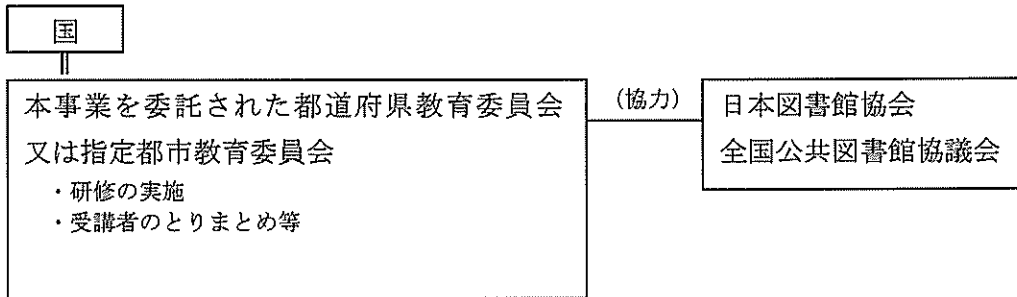 国
本事業を委託された都道府県教育委員会
又は指定都市教育委員会
・研修の実施
・受講者のとりまとめ等
(協力)
日本図書館協会
全国公共図書館協議会